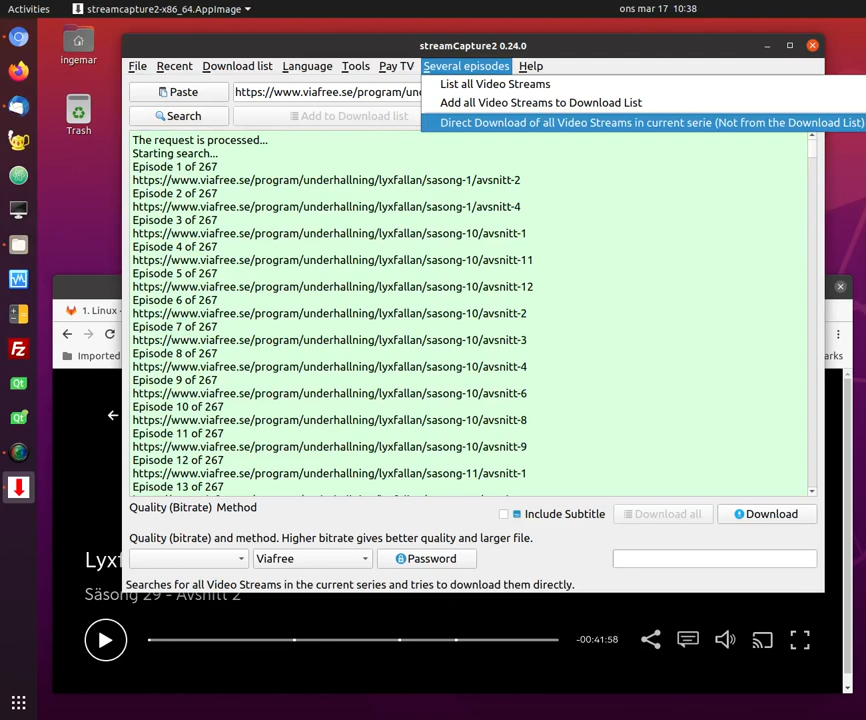 Activities
streamcapture2-x86_64.AppImage
ons mar 17 10:38
ingemar
Trash
streamCapture2 0.24.0
File Recent Download list Language Tools Pay TV Several episodes Help
List all Video Streams
Add all Video Streams to Download List
Direct Download of all Video Streams in current serie (Not from the Download List)
Paste
https://www.viafree.se/program/un
Search
Add to Download list
The request is processed...
Starting search...
Episode 1 of 267
https://www.viafree.se/program/underhallning/lyxfallan/sasong-1/avsnitt-2
Episode 2 of 267
https://www.viafree.se/program/underhallning/lyxfallan/sasong-1/avsnitt-4
Episode 3 of 267
https://www.viafree.se/program/underhallning/lyxfallan/sasong-10/avsnitt-1
Episode 4 of 267
https://www.viafree.se/program/underhallning/lyxfallan/sasong-10/avsnitt-11
Episode 5 of 267
https://www.viafree.se/program/underhallning/lyxfallan/sasong-10/avsnitt-12
Episode 6 of 267
https://www.viafree.se/program/underhallning/lyxfallan/sasong-10/avsnitt-2
Episode 7 of 267
https://www.viafree.se/program/underhallning/lyxfallan/sasong-10/avsnitt-3
Episode 8 of 267
https://www.viafree.se/program/underhallning/lyxfallan/sasong-10/avsnitt-4
Episode 9 of 267
https://www.viafree.se/program/underhallning/lyxfallan/sasong-10/avsnitt-6
Episode 10 of 267
https://www.viafree.se/program/underhallning/lyxfallan/sasong-10/avsnitt-8
Episode 11 of 267
https://www.viafree.se/program/underhallning/lyxfallan/sasong-10/avsnitt-9
Episode 12 of 267
https://www.viafree.se/program/underhallning/lyxfallan/sasong-11/avsnitt-1
Episode 13 of 267
Quality (Bitrate) Method
Include Subtitle
Download all
Download
Quality (bitrate) and method. Higher bitrate gives better quality and larger file.
Viafree
Password
Searches for all Video Streams in the current series and tries to download them directly.
1. Linux
Imported
arks
Lyxf
Säsong 29 - Avsnitt 2
-00:41:58
Fz
Qt
Qt